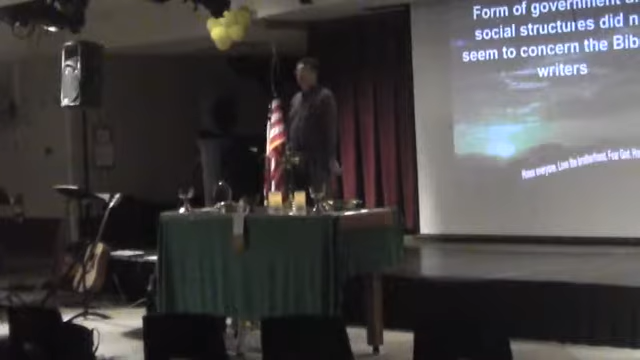 Form of government
social structures did n
seem to concern the Bib
writers
Honor everyone. Love the brotherhood. Fear God. Hon